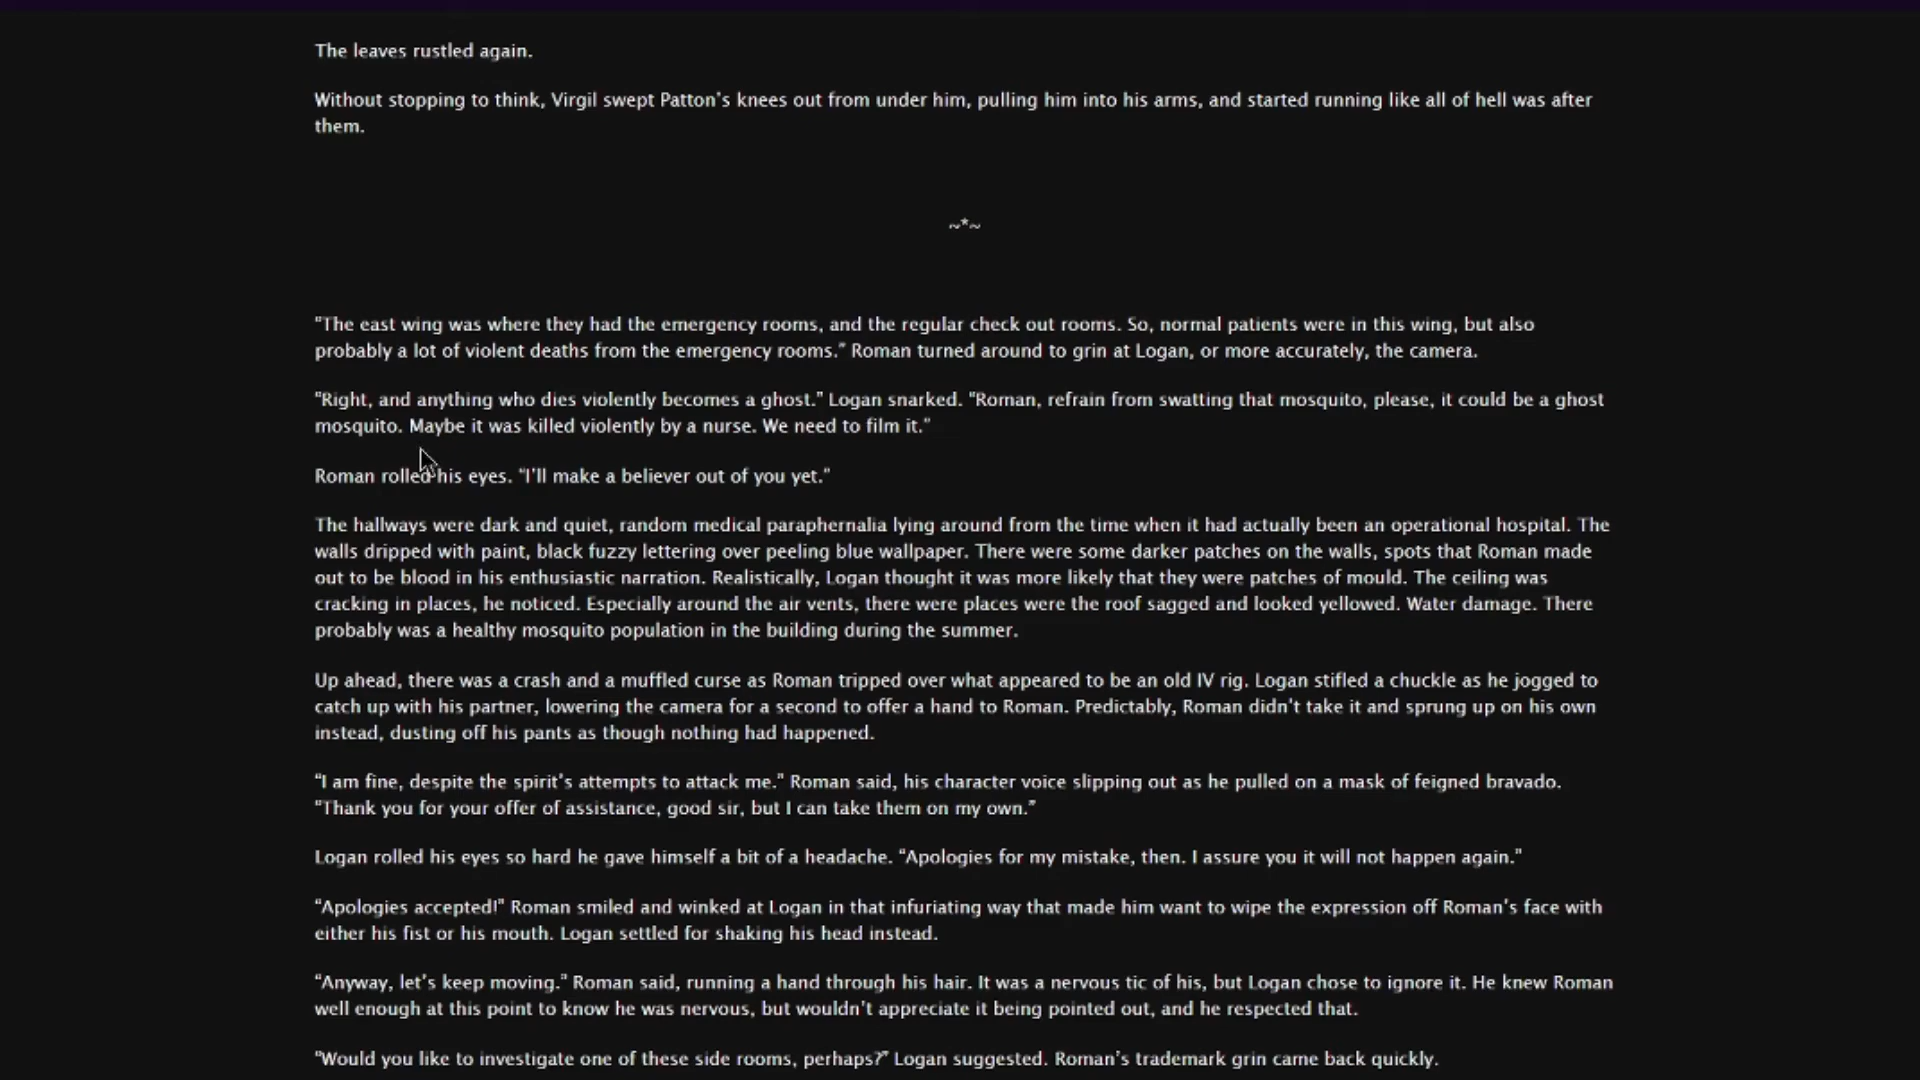 The leaves rustled again.
Without stopping to think, Virgil swept Patton's knees out from under him, pulling him into his arms, and started running like all of hell was after
them.
~*~
"The east wing was where they had the emergency rooms, and the regular check out rooms. So, normal patients were in this wing, but also
probably a lot of violent deaths from the emergency rooms." Roman turned around to grin at Logan, or more accurately, the camera.
"Right, and anything who dies violently becomes a ghost." Logan snarked. "Roman, refrain from swatting that mosquito, please, it could be a ghost
mosquito. Maybe it was killed violently by a nurse. We need to film it."
Roman rolled his eyes. "I'll make a believer out of you yet."
The hallways were dark and quiet, random medical paraphernalia lying around from the time when it had actually been an operational hospital. The
walls dripped with paint, black fuzzy lettering over peeling blue wallpaper. There were some darker patches on the walls, spots that Roman made
out to be blood in his enthusiastic narration. Realistically, Logan thought it was more likely that they were patches of mould. The ceiling was
cracking in places, he noticed. Especially around the air vents, there were places were the roof sagged and looked yellowed. Water damage. There
probably was a healthy mosquito population in the building during the summer.
Up ahead, there was a crash and a muffled curse as Roman tripped over what appeared to be an old IV rig. Logan stifled a chuckle as he jogged to
catch up with his partner, lowering the camera for a second to offer a hand to Roman. Predictably, Roman didn't take it and sprung up on his own
instead, dusting off his pants as though nothing had happened.
"I am fine, despite the spirit's attempts to attack me." Roman said, his character voice slipping out as he pulled on a mask of feigned bravado.
"Thank you for your offer of assistance, good sir, but I can take them on my own."
Logan rolled his eyes so hard he gave himself a bit of a headache. "Apologies for my mistake, then. I assure you it will not happen again."
"Apologies accepted!" Roman smiled and winked at Logan in that infuriating way that made him want to wipe the expression off Roman's face with
either his fist or his mouth. Logan settled for shaking his head instead.
"Anyway, let's keep moving." Roman said, running a hand through his hair. It was a nervous tic of his, but Logan chose to ignore it. He knew Roman
well enough at this point to know he was nervous, but wouldn't appreciate it being pointed out, and he respected that.
"Would you like to investigate one of these side rooms, perhaps?" Logan suggested. Roman's trademark grin came back quickly.